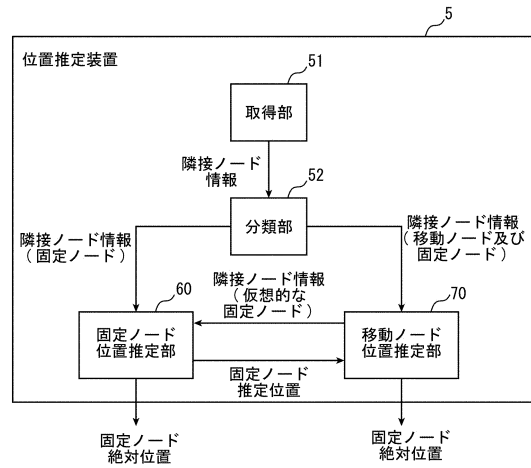 5
位置推定装置
51
取得部
隣接ノード
情報
52
分類部
隣接ノード情報
(固定ノード)
隣接ノード情報
(移動ノード及び
固定ノード)
隣接ノード情報
(仮想的な
固定ノード)
60
固定ノード
位置推定部
70
移動ノード
位置推定部
固定ノード
推定位置
固定ノード
絶対位置
固定ノード
絶対位置